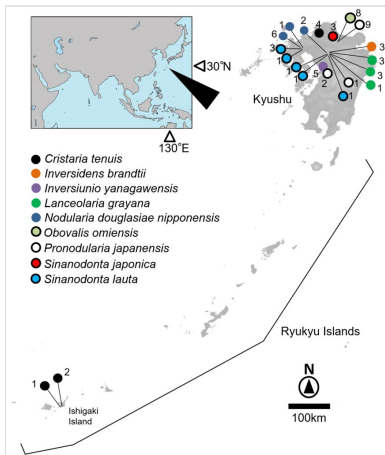 1 2 4 3 8 9
6
3
1
1
1
5
2
1
1
3
3
3
1
Kyushu
30°N
130°E
Cristaria tenuis
Inversidens brandtii
Inversiunio yanagawensis
Lanceolaria grayana
Nodularia douglasiae nipponensis
Obovalis omiensis
Pronodularia japanensis
Sinanodonta japonica
Sinanodonta lauta
Ryukyu Islands
1 2
Ishigaki
Island
N
100km